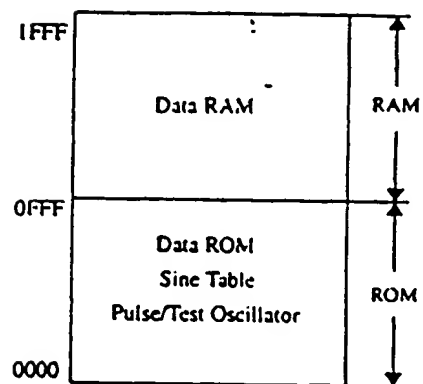 1FFF
Data RAM
RAM
0FFF
Data ROM
Sine Table
Pulse/Test Oscillator
ROM
0000